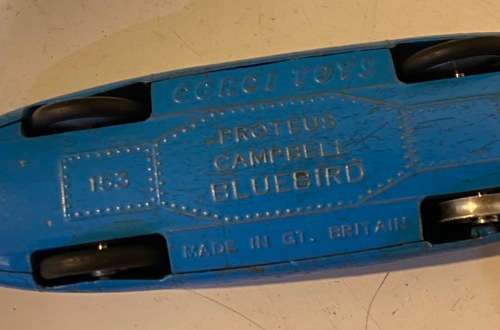 CORGI TOYS
PROTEUS
CAMPBELL
BLUEBIRD
153
MADE IN GT. BRITAIN